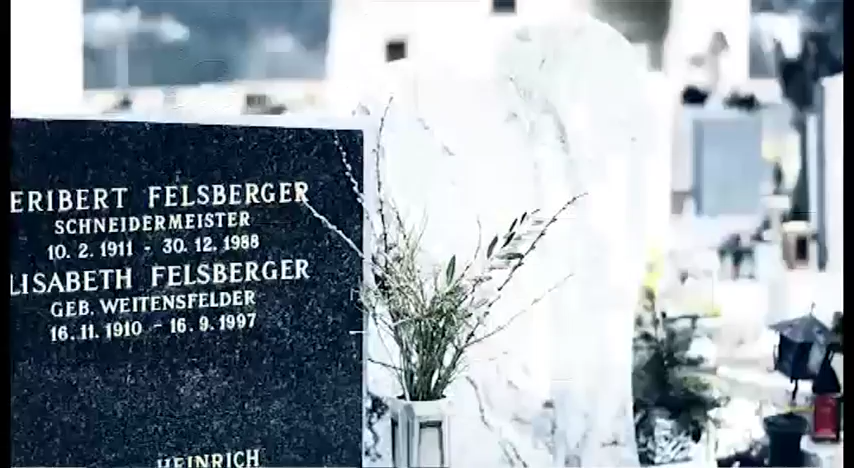 ERIBERT FELSBERGER
SCHNEIDERMEISTER
10. 2. 1911 - 30. 12. 1988
LISABETH FELSBERGER
GEB. WEITENSFELDER
16. 11. 1910 - 16. 9. 1997
HEINRICH